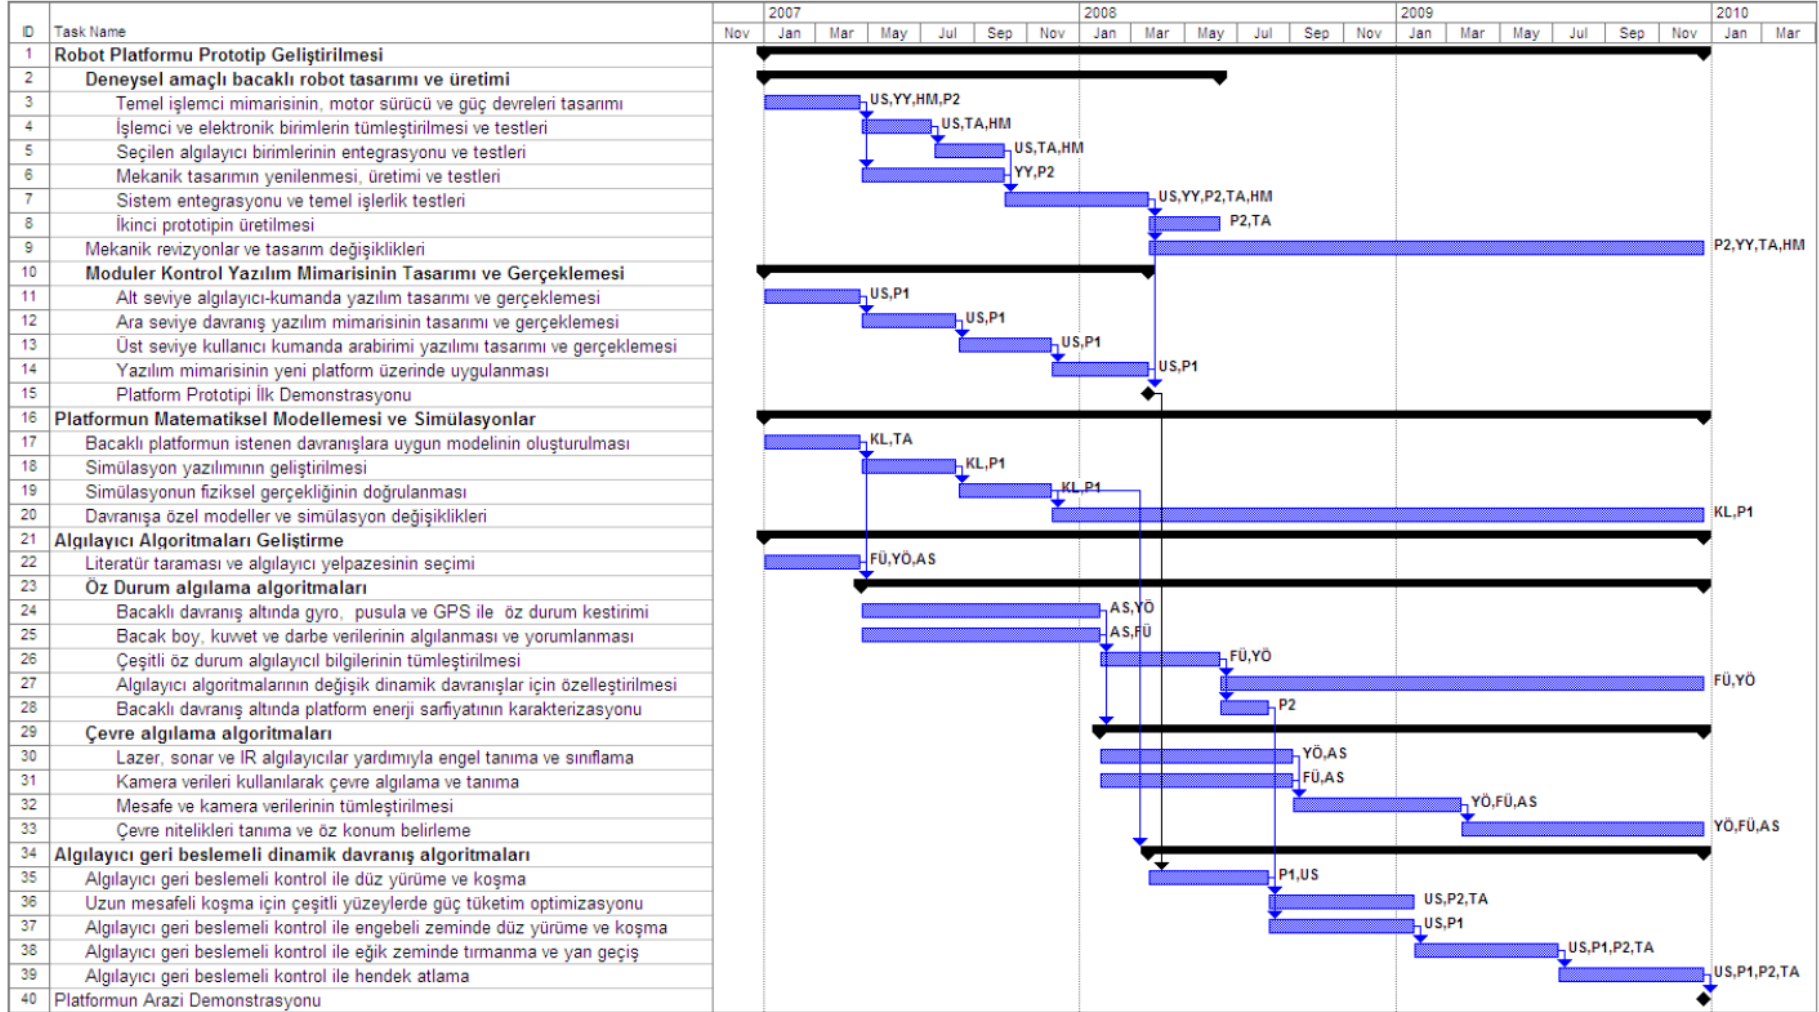 2007 2008 2009 2010
ID Task Name Nov Jan Mar May Jul Sep Nov Jan Mar May Jul Sep Nov Jan Mar May Jul Sep Nov Jan Mar
1 Robot Platformu Prototip Geliştirilmesi
2 Deneysel amaçlı bacaklı robot tasarımı ve üretimi
3 Temel işlemci mimarisinin, motor sürücü ve güç devreleri tasarımı US,YY,HM,P2
4 İşlemci ve elektronik birimlerin tümleştirilmesi ve testleri US,TA,HM
5 Seçilen algılayıcı birimlerinin entegrasyonu ve testleri US,TA,HM
6 Mekanik tasarımın yenilenmesi, üretimi ve testleri YY,P2
7 Sistem entegrasyonu ve temel işlerlik testleri US,YY,P2,TA,HM
8 İkinci prototipin üretilmesi P2,TA
9 Mekanik revizyonlar ve tasarım değişiklikleri P2,YY,TA,HM
10 Moduler Kontrol Yazılım Mimarisinin Tasarımı ve Gerçeklemesi
11 Alt seviye algılayıcı-kumanda yazılım tasarımı ve gerçeklemesi US,P1
12 Ara seviye davranış yazılım mimarisinin tasarımı ve gerçeklemesi US,P1
13 Üst seviye kullanıcı kumanda arabirimi yazılımı tasarımı ve gerçeklemesi US,P1
14 Yazılım mimarisinin yeni platform üzerinde uygulanması US,P1
15 Platform Prototipi İlk Demonstrasyonu
16 Platformun Matematiksel Modellemesi ve Simülasyonlar
17 Bacaklı platformun istenen davranışlara uygun modelinin oluşturulması KL,TA
18 Simülasyon yazılımının geliştirilmesi KL,P1
19 Simülasyonun fiziksel gerçekliğinin doğrulanması KL,P1
20 Davranışa özel modeller ve simülasyon değişiklikleri KL,P1
21 Algılayıcı Algoritmaları Geliştirme
22 Literatür taraması ve algılayıcı yelpazesinin seçimi FÜ,YÖ,AS
23 Öz Durum algılama algoritmaları
24 Bacaklı davranış altında gyro, pusula ve GPS ile öz durum kestirimi AS,YÖ
25 Bacak boy, kuvvet ve darbe verilerinin algılanması ve yorumlanması AS,FÜ
26 Çeşitli öz durum algılayıcıl bilgilerinin tümleştirilmesi FÜ,YÖ
27 Algılayıcı algoritmalarının değişik dinamik davranışlar için özelleştirilmesi FÜ,YÖ
28 Bacaklı davranış altında platform enerji sarfiyatının karakterizasyonu P2
29 Çevre algılama algoritmaları
30 Lazer, sonar ve IR algılayıcılar yardımıyla engel tanıma ve sınıflama YÖ,AS
31 Kamera verileri kullanılarak çevre algılama ve tanıma FÜ,AS
32 Mesafe ve kamera verilerinin tümleştirilmesi YÖ,FÜ,AS
33 Çevre nitelikleri tanıma ve öz konum belirleme YÖ,FÜ,AS
34 Algılayıcı geri beslemeli dinamik davranış algoritmaları
35 Algılayıcı geri beslemeli kontrol ile düz yürüme ve koşma P1,US
36 Uzun mesafeli koşma için çeşitli yüzeylerde güç tüketim optimizasyonu US,P2,TA
37 Algılayıcı geri beslemeli kontrol ile engebeli zeminde düz yürüme ve koşma US,P1
38 Algılayıcı geri beslemeli kontrol ile eğik zeminde tırmanma ve yan geçiş US,P1,P2,TA
39 Algılayıcı geri beslemeli kontrol ile hendek atlama US,P1,P2,TA
40 Platformun Arazi Demonstrasyonu